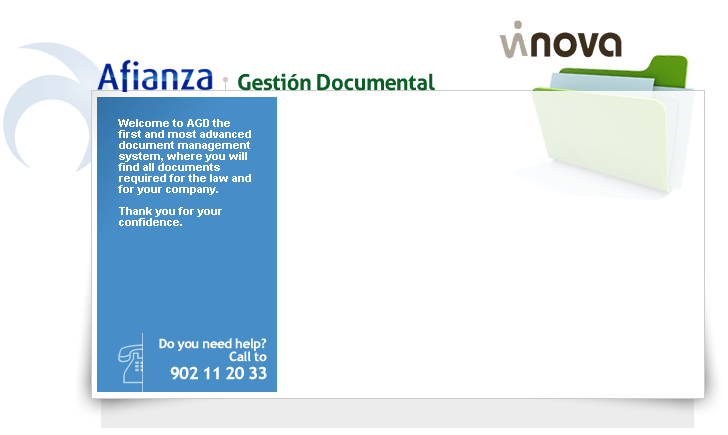 vinova
Afianza Gestión Documental
Welcome to AGD the
first and most advanced
document management
system, where you will
find all documents
required for the law and
for your company.
Thank you for your
confidence.
Do you need help?
Call to
902 11 20 33